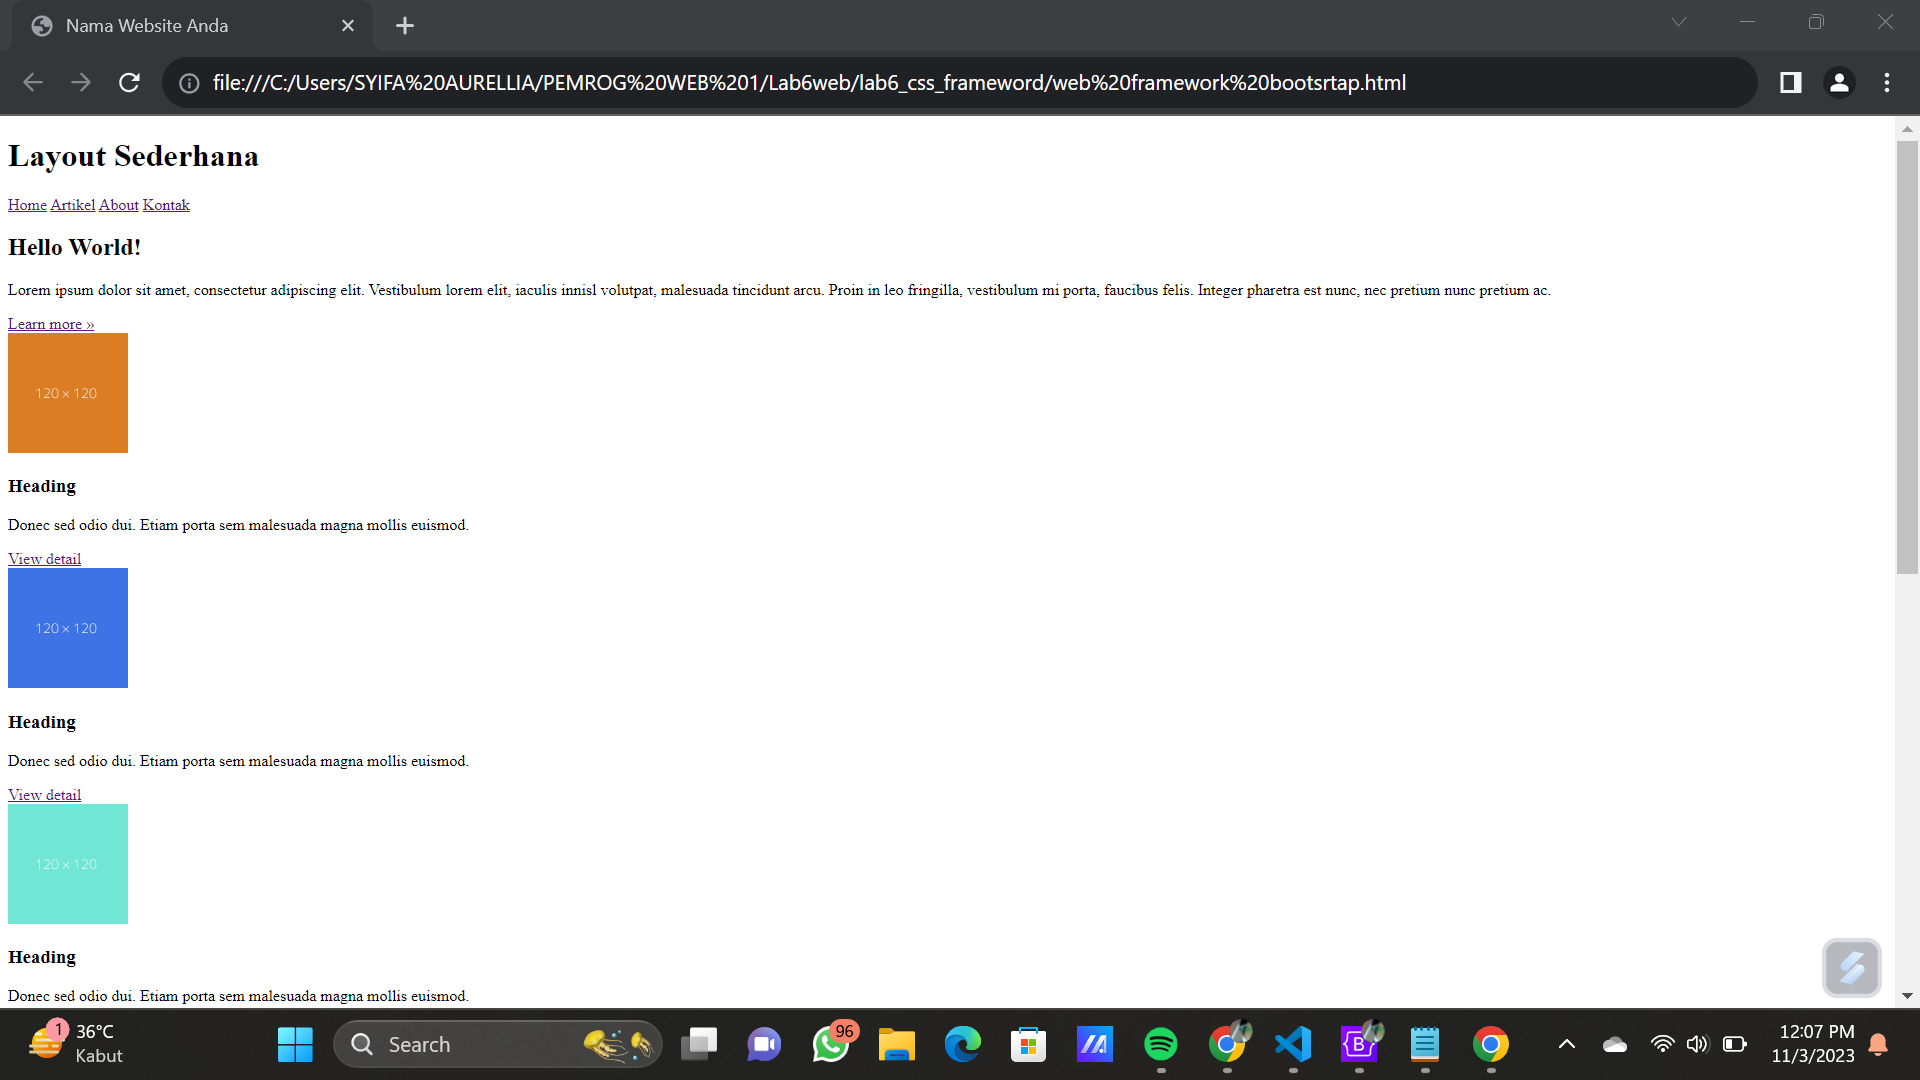 Nama Website Anda
file:///C:/Users/SYIFA%20AURELLIA/PEMROG%20WEB%201/Lab6web/lab6_css_frameword/web%20framework%20bootsrtap.html
Layout Sederhana
Home Artikel About Kontak
Hello World!
Lorem ipsum dolor sit amet, consectetur adipiscing elit. Vestibulum lorem elit, iaculis innisl volutpat, malesuada tincidunt arcu. Proin in leo fringilla, vestibulum mi porta, faucibus felis. Integer pharetra est nunc, nec pretium nunc pretium ac.
Learn more »
120 × 120
Heading
Donec sed odio dui. Etiam porta sem malesuada magna mollis euismod.
View detail
120 × 120
Heading
Donec sed odio dui. Etiam porta sem malesuada magna mollis euismod.
View detail
120 × 120
Heading
Donec sed odio dui. Etiam porta sem malesuada magna mollis euismod.
1
36°C
Kabut
Search
96
B
12:07 PM
11/3/2023